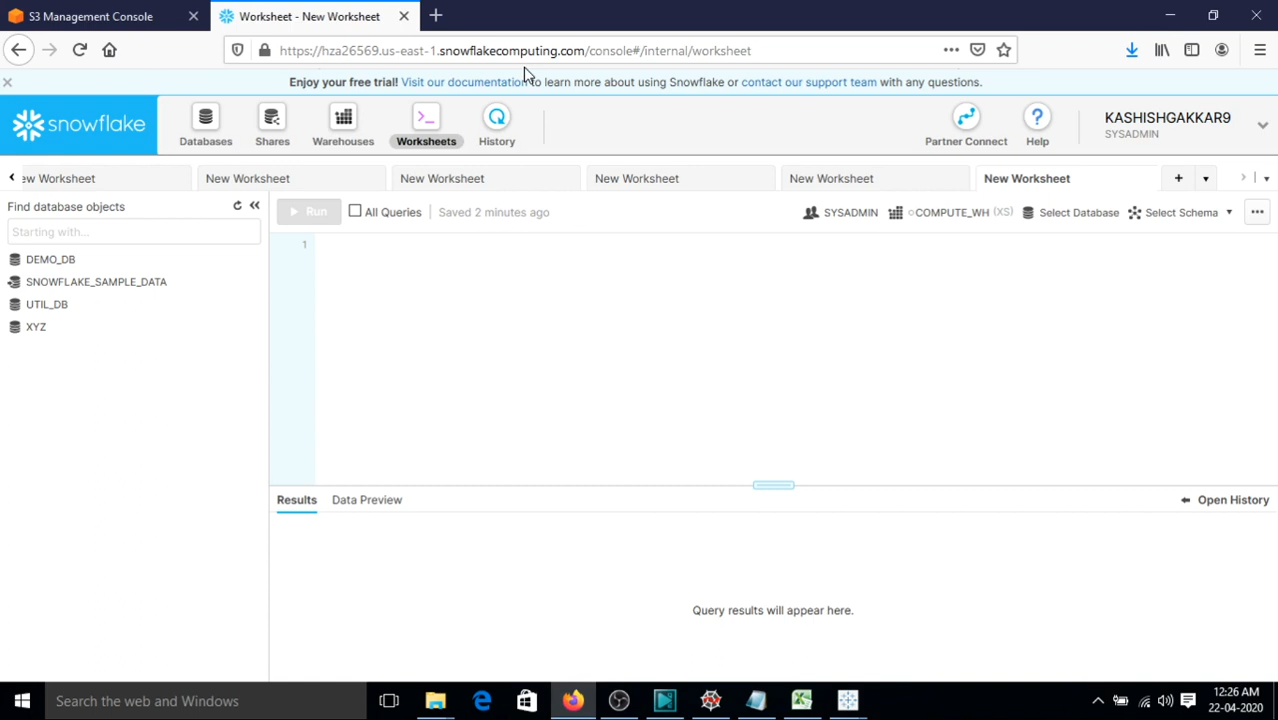 S3 Management Console
Worksheet - New Worksheet
https://hza26569.us-east-1.snowflakecomputing.com/console#/internal/worksheet
Enjoy your free trial! Visit our documentation to learn more about using Snowflake or contact our support team with any questions.
snowflake
Databases
Shares
Warehouses
Worksheets
History
Partner Connect
Help
KASHISHGAKKAR9
SYSADMIN
ew Worksheet
New Worksheet
New Worksheet
New Worksheet
New Worksheet
New Worksheet
Find database objects
Starting with...
DEMO_DB
SNOWFLAKE_SAMPLE_DATA
UTIL_DB
XYZ
Run
All Queries
Saved 2 minutes ago
SYSADMIN
COMPUTE_WH (XS)
Select Database
Select Schema
1
Results
Data Preview
Open History
Query results will appear here.
Search the web and Windows
12:26 AM
22-04-2020